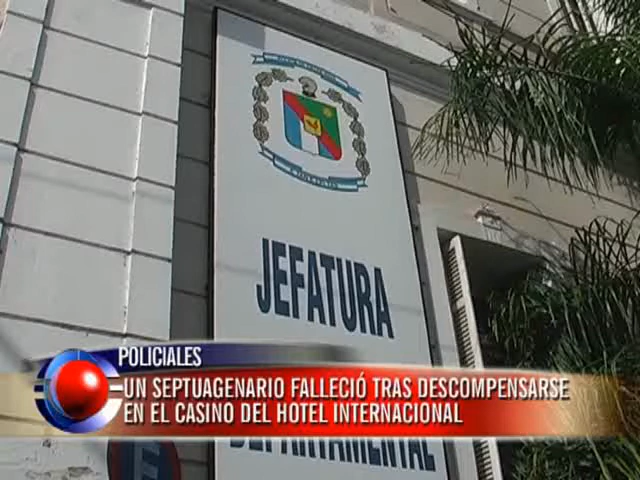 JEFATURA
DEPARTAMENTAL
POLICIALES
UN SEPTUAGENARIO FALLECIÓ TRAS DESCOMPENSARSE
EN EL CASINO DEL HOTEL INTERNACIONAL